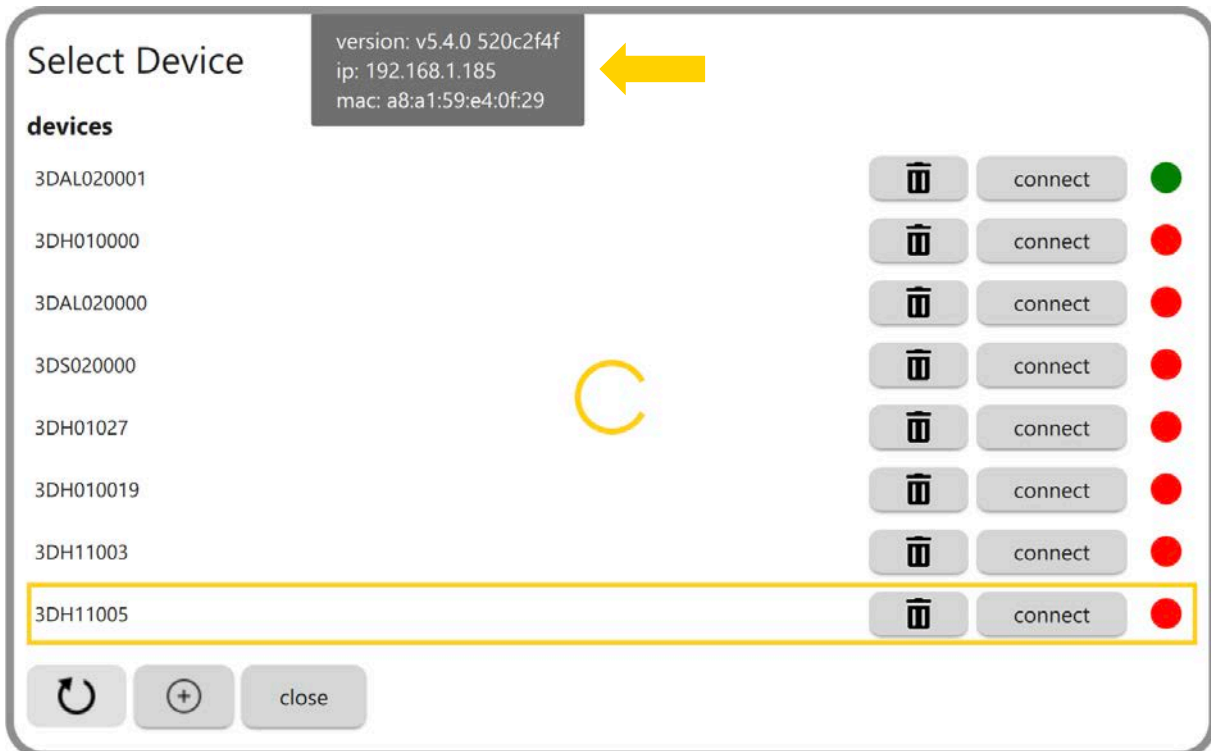 Select Device
version: v5.4.0 520c2f4f
ip: 192.168.1.185
mac: a8:a1:59:e4:0f:29
devices
3DAL020001 connect
3DH010000 connect
3DAL020000 connect
3DS020000 connect
3DH01027 connect
3DH010019 connect
3DH11003 connect
3DH11005 connect
close